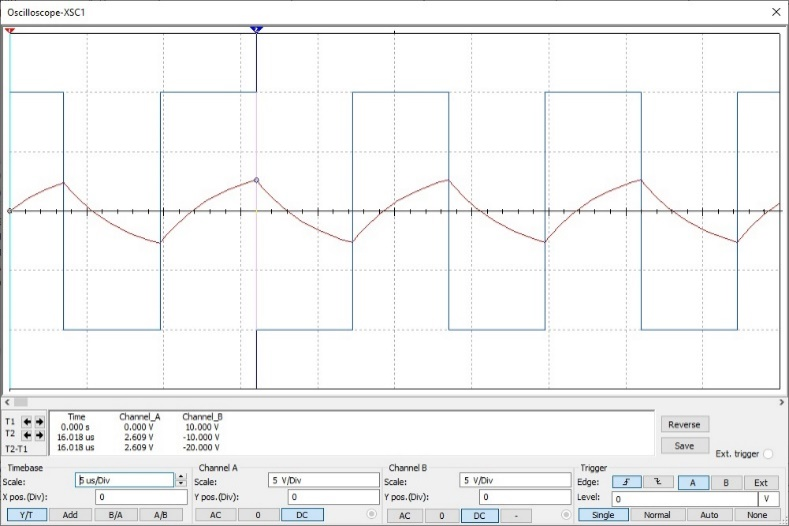 Oscilloscope-XSC1
1 2
T1
T2
T2-T1
Time Channel_A Channel_B
0.000 s 0.000 V 10.000 V
16.018 us 2.609 V -10.000 V
16.018 us 2.609 V -20.000 V
Reverse
Save
Ext. trigger
Timebase
Scale: 5 us/Div
X pos.(Div): 0
Y/T Add B/A A/B
Channel A
Scale: 5 V/Div
Y pos.(Div): 0
AC 0 DC
Channel B
Scale: 5 V/Div
Y pos.(Div): 0
AC 0 DC -
Trigger
Edge: A B Ext
Level: 0 V
Single Normal Auto None